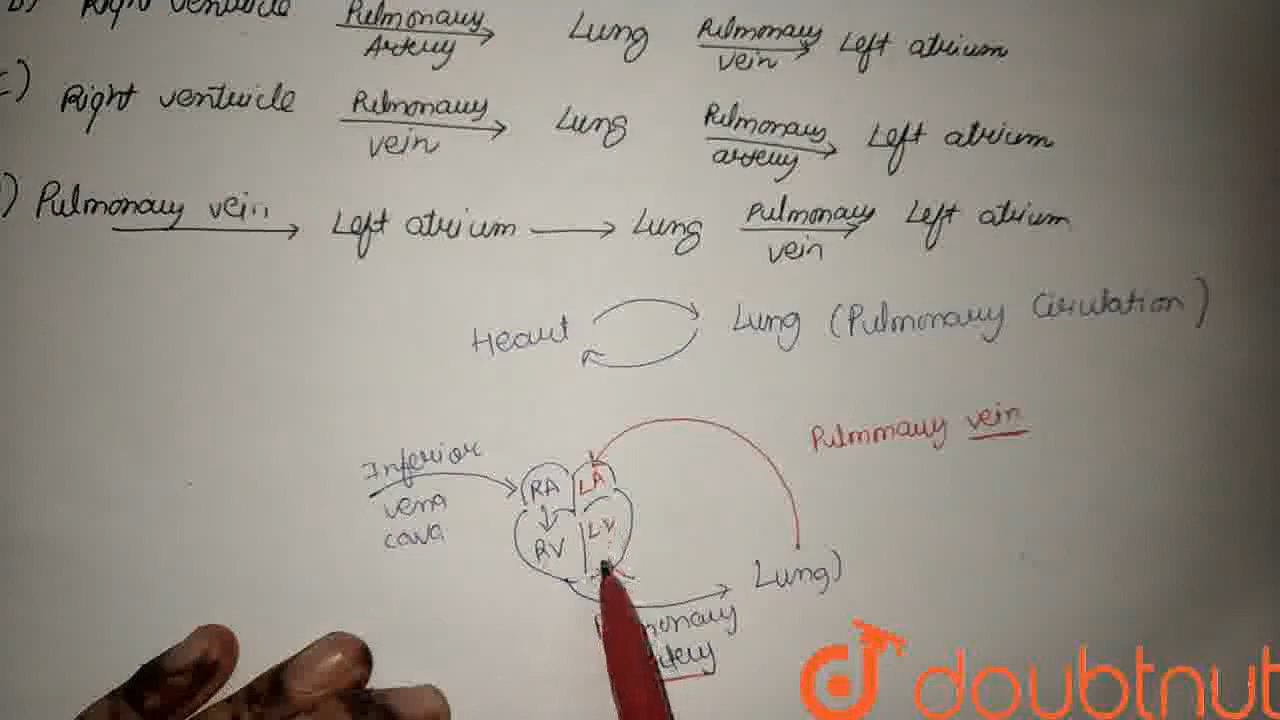 b) Right ventricle Pulmonary Artery Lung Pulmonary vein Left atrium
c) Right ventricle Pulmonary vein Lung Pulmonary artery Left atrium
) Pulmonary vein Left atrium Lung Pulmonary vein Left atrium
Heart Lung (Pulmonary Circulation)
Pulmonary vein
Inferior
vena
cava
RA LA
RV LV
Lung)
doubtnut